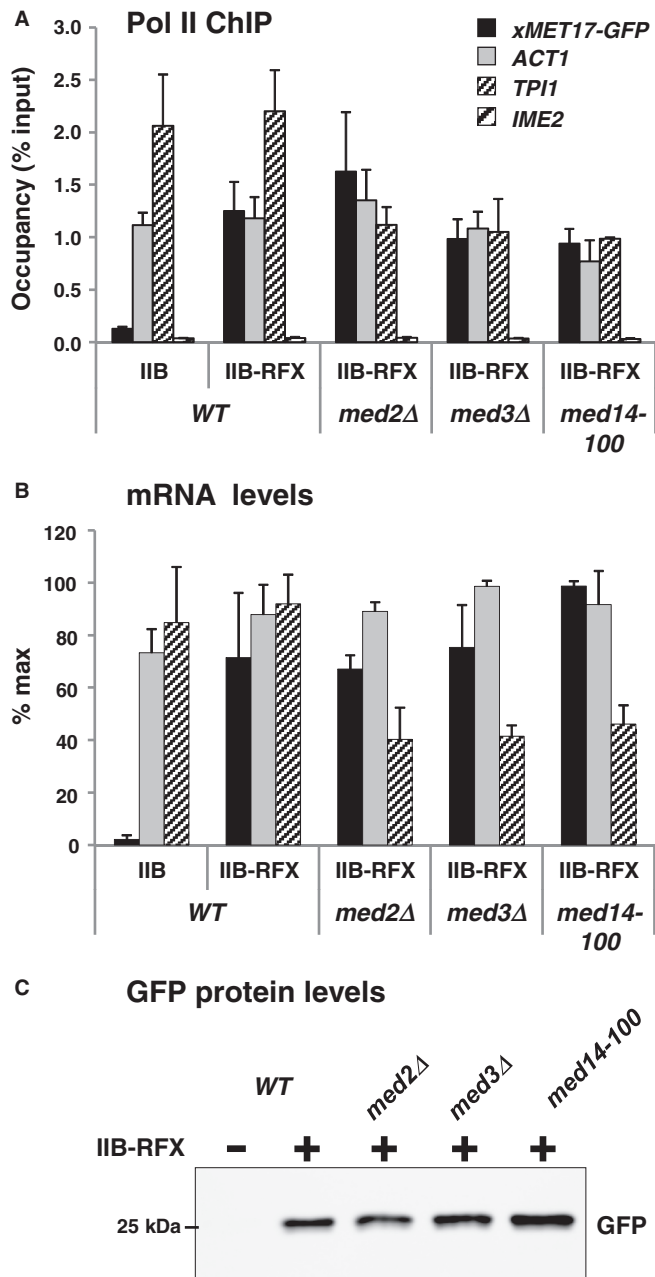 A Pol II ChIP
xMET17-GFP
ACT1
TPI1
IME2
Occupancy (% input)
3.0
2.5
2.0
1.5
1.0
0.5
0.0
IIB IIB-RFX IIB-RFX IIB-RFX IIB-RFX
WT med2Δ med3Δ med14-
100
B mRNA levels
% max
120
100
80
60
40
20
0
IIB IIB-RFX IIB-RFX IIB-RFX IIB-RFX
WT med2Δ med3Δ med14-
100
C GFP protein levels
WT med2Δ med3Δ med14-100
IIB-RFX − + + + +
25 kDa GFP